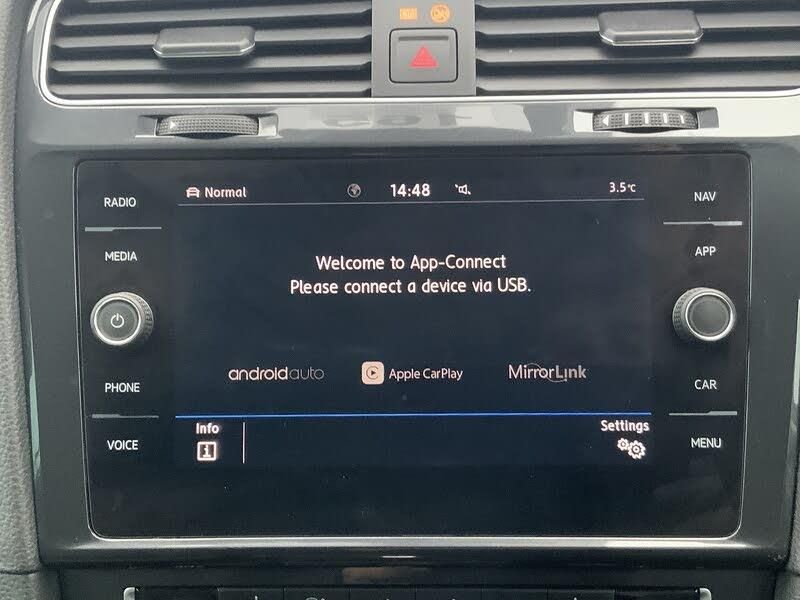 Normal
14:48
3.5°C
RADIO
MEDIA
PHONE
VOICE
NAV
APP
CAR
MENU
Welcome to App-Connect
Please connect a device via USB.
androidauto
Apple CarPlay
MirrorLink
Info
i
Settings